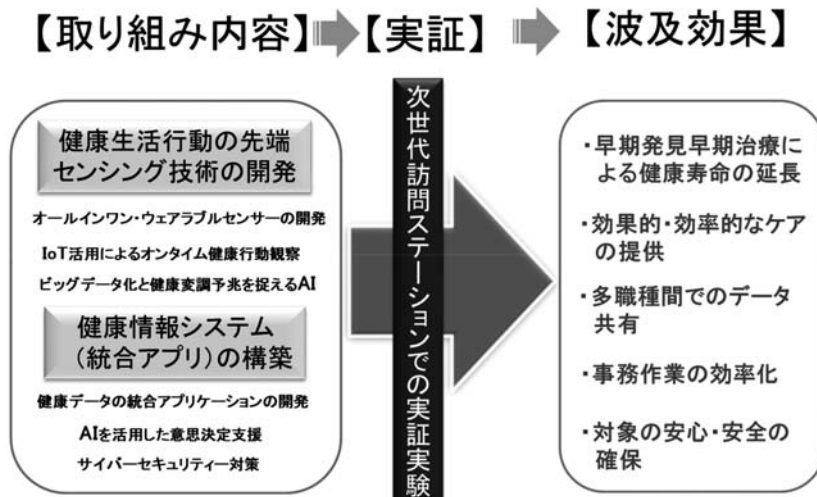 【取り組み内容】
【実証】
【波及効果】
健康生活行動の先端
センシング技術の開発
オールインワン・ウェアラブルセンサーの開発
IoT活用によるオンタイム健康行動観察
ビッグデータ化と健康変調予兆を捉えるAI
健康情報システム
（統合アプリ）の構築
健康データの統合アプリケーションの開発
AIを活用した意思決定支援
サイバーセキュリティー対策
次世代訪問ステーションでの実証実験
・早期発見早期治療に
よる健康寿命の延長
・効果的・効率的なケア
の提供
・多職種間でのデータ
共有
・事務作業の効率化
・対象の安心・安全の
確保